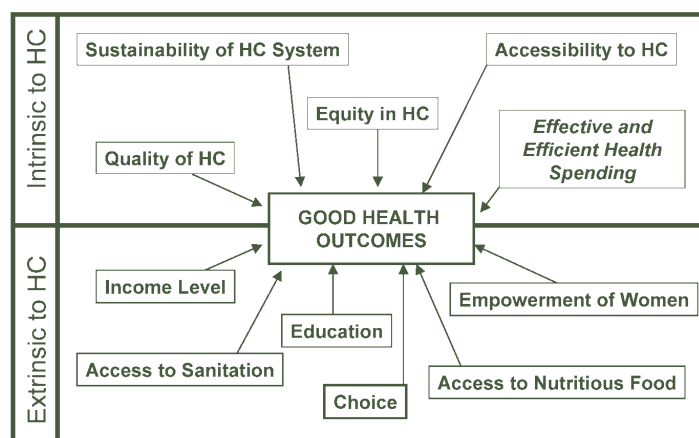 Intrinsic to HC
Sustainability of HC System
Accessibility to HC
Equity in HC
Effective and
Efficient Health
Spending
Quality of HC
GOOD HEALTH
OUTCOMES
Extrinsic to HC
Income Level
Empowerment of Women
Education
Access to Sanitation
Access to Nutritious Food
Choice